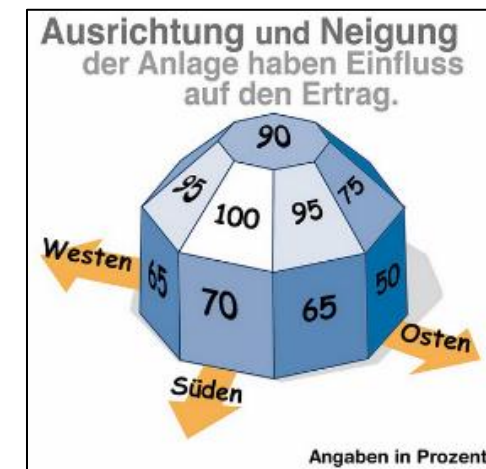 Ausrichtung und Neigung
der Anlage haben Einfluss
auf den Ertrag.
90
95
100
95
75
Westen
65
70
65
50
Osten
Süden
Angaben in Prozent